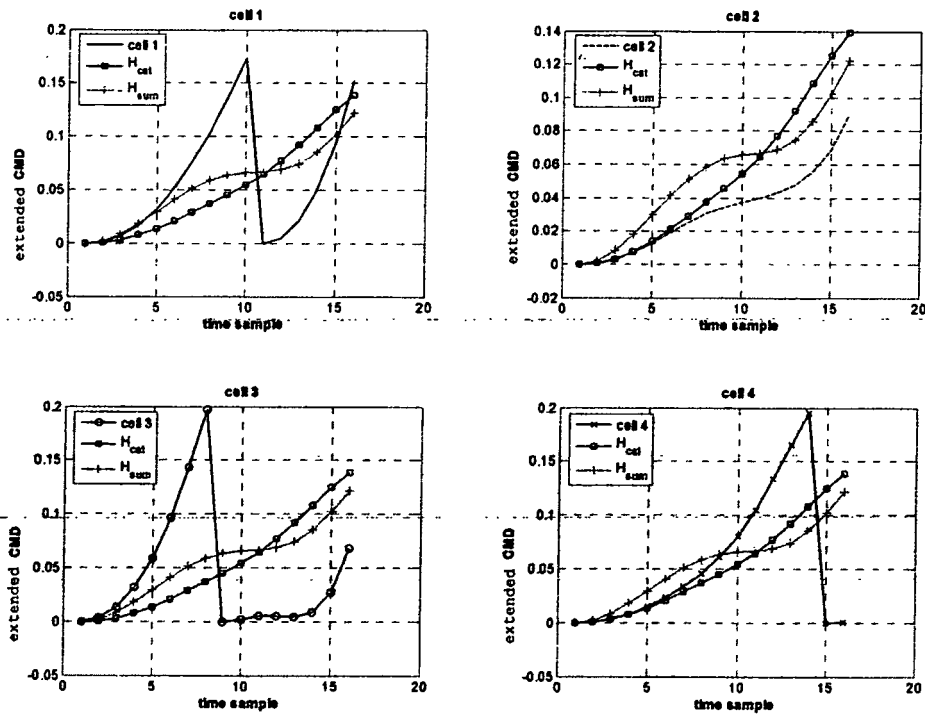 cell 1
0.2
0.15
0.1
0.05
0
-0.05
extended CMD
cell 1
H_cat
H_sum
0
5
10
15
20
time sample
cell 2
0.14
0.12
0.1
0.08
0.06
0.04
0.02
0
-0.02
extended CMD
cell 2
H_cat
H_sum
0
5
10
15
20
time sample
cell 3
0.2
0.15
0.1
0.05
0
-0.05
extended CMD
cell 3
H_cat
H_sum
0
5
10
15
20
time sample
cell 4
0.2
0.15
0.1
0.05
0
-0.05
extended CMD
cell 4
H_cat
H_sum
0
5
10
15
20
time sample